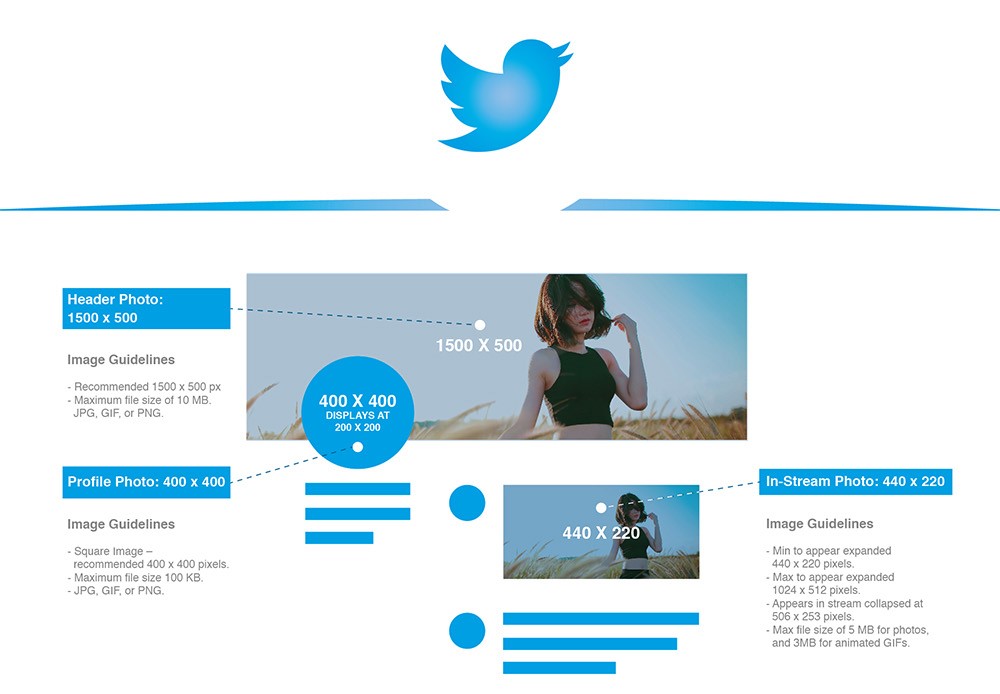 Header Photo:
1500 x 500
Image Guidelines
- Recommended 1500 x 500 px
- Maximum file size of 10 MB.
JPG, GIF, or PNG.
1500 X 500
400 X 400
DISPLAYS AT
200 X 200
Profile Photo: 400 x 400
Image Guidelines
- Square Image –
recommended 400 x 400 pixels.
- Maximum file size 100 KB.
- JPG, GIF, or PNG.
440 X 220
In-Stream Photo: 440 x 220
Image Guidelines
- Min to appear expanded
440 x 220 pixels.
- Max to appear expanded
1024 x 512 pixels.
- Appears in stream collapsed at
506 x 253 pixels.
- Max file size of 5 MB for photos,
and 3MB for animated GIFs.